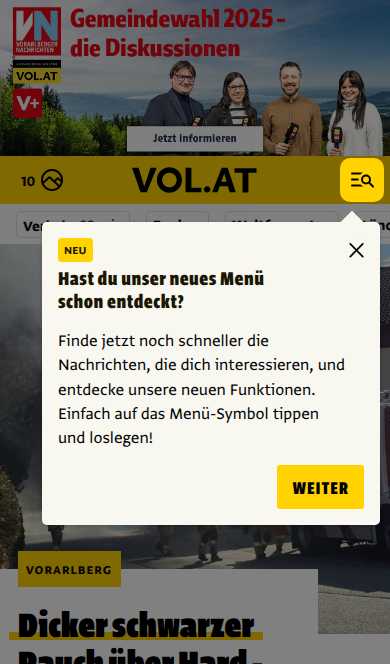 Gemeindewahl 2025 –
die Diskussionen
VN
VORARLBERGER
NACHRICHTEN
VOL.AT
V+
Jetzt informieren
10
VOL.AT
NEU
Hast du unser neues Menü
schon entdeckt?
Finde jetzt noch schneller die
Nachrichten, die dich interessieren, und
entdecke unsere neuen Funktionen.
Einfach auf das Menü-Symbol tippen
und loslegen!
WEITER
VORARLBERG
Dicker schwarzer
Rauch über Hard -